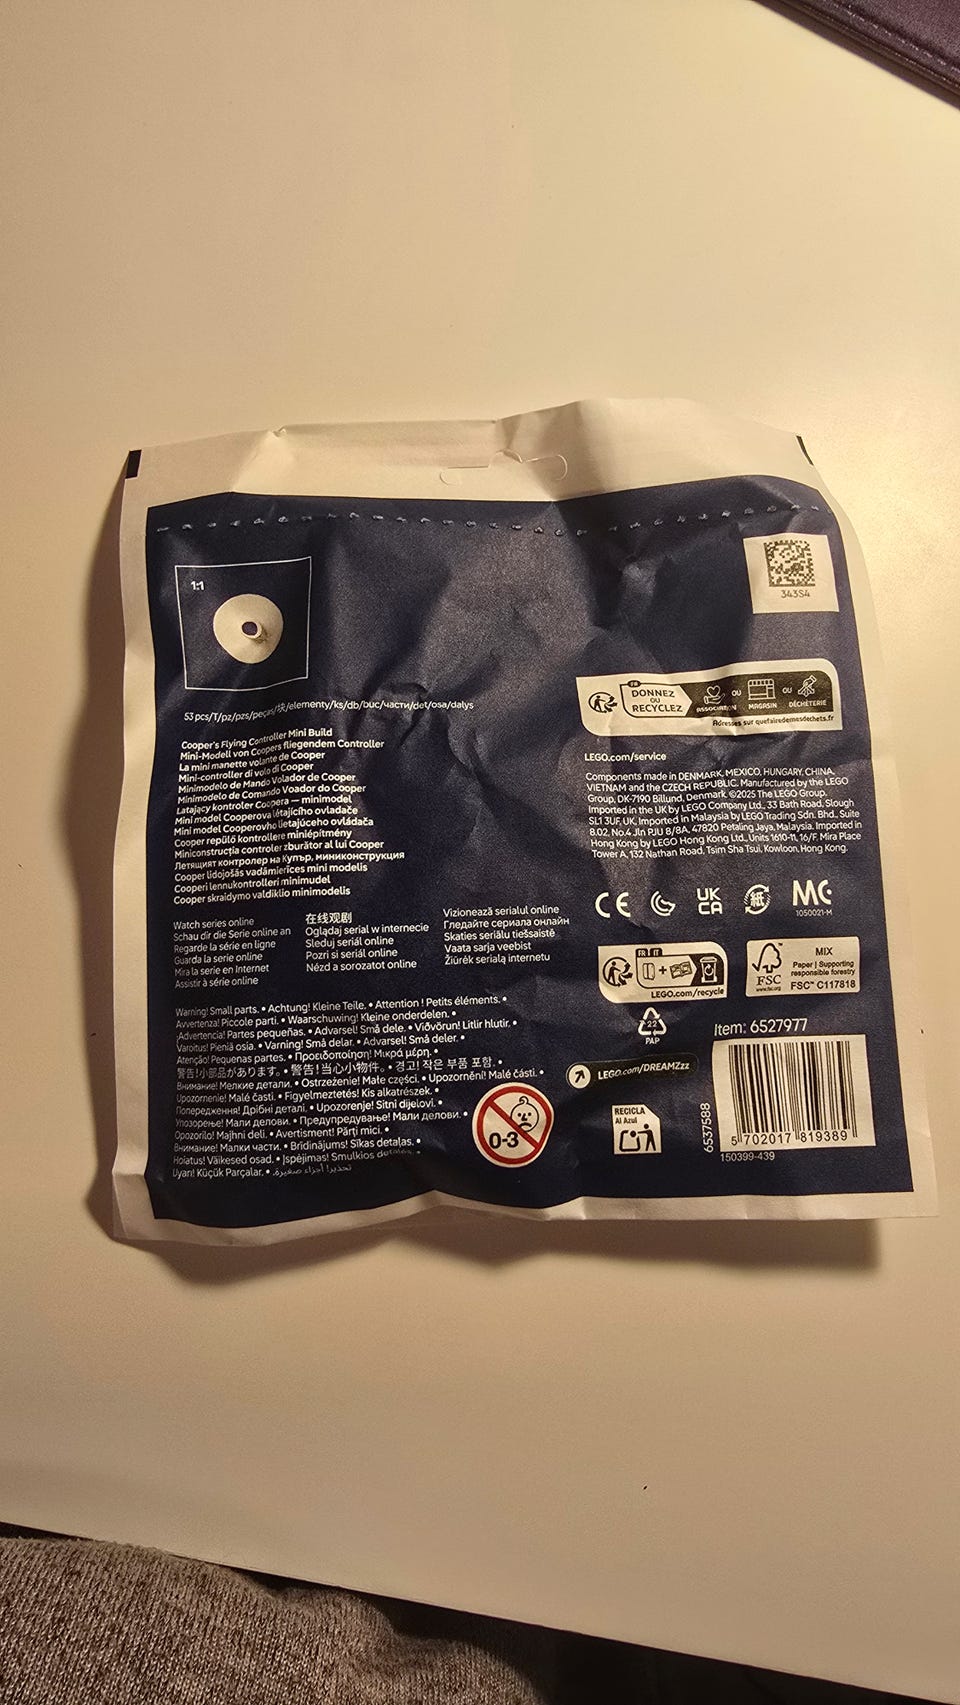 1:1
343S4
53 pcs/T/pz/pzs/peças/块/elementy/ks/db/buc/части/det/osa/dalys
Cooper's Flying Controller Mini Build
Mini-Modell von Coopers fliegendem Controller
La mini manette volante de Cooper
Mini-controller di volo di Cooper
Minimodelo de Mando Volador de Cooper
Minimodelo de Comando Voador do Cooper
Latający kontroler Coopera — minimodel
Mini model Cooperova létajícího ovladače
Mini model Cooperovho lietajúceho ovládača
Cooper repülő kontrollere miniépítmény
Miniconstrucția controler zburător al lui Cooper
Летящият контролер на Купър, миниконструкция
Cooper lidojošās vadāmierīces mini modelis
Cooperi lennukontrolleri minimudel
Cooper skraidymo valdiklio minimodelis
Watch series online
Schau dir die Serie online an
Regarde la série en ligne
Guarda la serie online
Mira la serie en Internet
Assistir à série online
在线观剧
Oglądaj serial w internecie
Sleduj seriál online
Pozri si seriál online
Nézd a sorozatot online
Vizionează serialul online
Гледайте сериала онлайн
Skaties seriālu tiešsaistē
Vaata sarja veebist
Žiūrėk serialą internetu
Warning! Small parts. • Achtung! Kleine Teile. • Attention ! Petits éléments. •
Avvertenza! Piccole parti. • Waarschuwing! Kleine onderdelen. •
¡Advertencia! Partes pequeñas. • Advarsel! Små dele. • Viðvörun! Litlir hlutir. •
Varoitus! Pieniä osia. • Varning! Små delar. • Advarsel! Små deler. •
Atenção! Pequenas partes. • Προειδοποίηση! Μικρά μέρη. •
警告!小部品があります。• 警告!当心小物件。• 경고! 작은 부품 포함. •
Внимание! Мелкие детали. • Ostrzeżenie! Małe części. • Upozornění! Malé části. •
Upozornenie! Malé časti. • Figyelmeztetés! Kis alkatrészek. •
Попередження! Дрібні деталі. • Upozorenje! Sitni dijelovi. •
Upozorenje! Mali delovi. • Предупредување! Мали делови. •
Opozorilo! Majhni deli. • Avertisment! Părți mici. •
Внимание! Малки части. • Brīdinājums! Sīkas detaļas. •
Hoiatus! Väikesed osad. • Įspėjimas! Smulkios detalės. •
Uyarı! Küçük Parçalar. • تحذير! أجزاء صغيرة.
0-3
FR
DONNEZ
OU
RECYCLEZ
ASSOCIATION
OU
MAGASIN
OU
DÉCHÈTERIE
Adresses sur quefairedemesdechets.fr
LEGO.com/service
Components made in DENMARK, MEXICO, HUNGARY, CHINA,
VIETNAM and the CZECH REPUBLIC. Manufactured by the LEGO
Group, DK-7190 Billund, Denmark. ©2025 The LEGO Group.
Imported in the UK by LEGO Company Ltd., 33 Bath Road, Slough
SL1 3UF, UK. Imported in Malaysia by LEGO Trading Sdn. Bhd., Suite
8.02, No.4 Jln PJU 8/8A, 47820 Petaling Jaya, Malaysia. Imported in
Hong Kong by LEGO Hong Kong Ltd., Units 1610-11, 16/F. Mira Place
Tower A, 132 Nathan Road, Tsim Sha Tsui, Kowloon, Hong Kong.
CE
UK
CA
紙
MC
1050021-M
FR IT
LEGO.com/recycle
FSC
www.fsc.org
MIX
Paper | Supporting
responsible forestry
FSC™ C117818
22
PAP
Item: 6527977
LEGO.com/DREAMZzz
RECICLA
Al Azul
6537588
5 702017 819389
150399-439